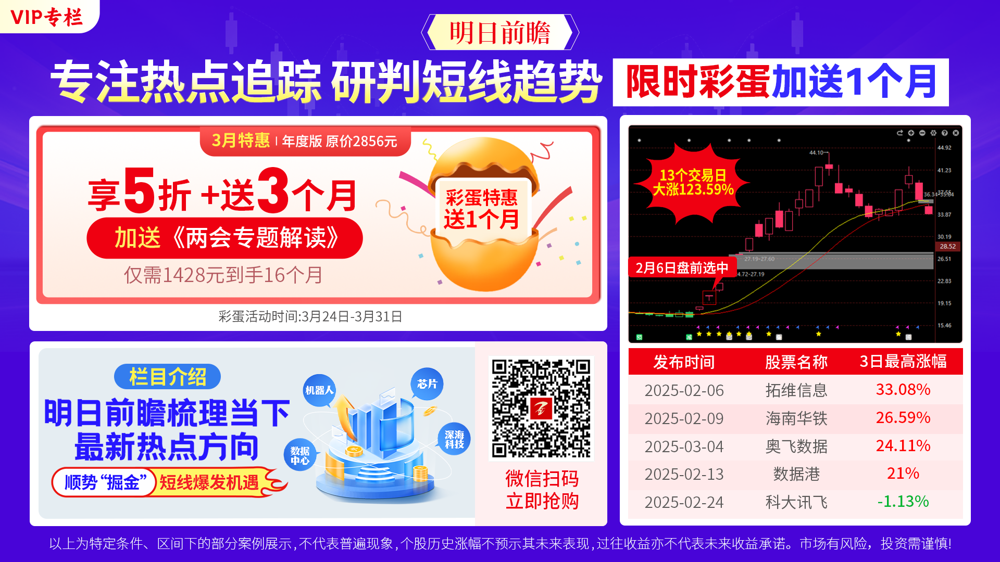 VIP专栏
明日前瞻
专注热点追踪 研判短线趋势
限时彩蛋加送1个月
3月特惠 | 年度版 原价2856元
享5折 +送3个月
加送《两会专题解读》
仅需1428元到手16个月
彩蛋特惠
送1个月
彩蛋活动时间:3月24日-3月31日
栏目介绍
明日前瞻梳理当下
最新热点方向
顺势“掘金”
短线爆发机遇
机器人
芯片
数据
中心
深海
科技
微信扫码
立即抢购
13个交易日
大涨123.59%
2月6日盘前选中
44.10
27.19-27.60
4.72-27.19
44.92
41.23
33.87
30.19
28.52
26.51
22.83
19.15
15.46
发布时间 股票名称 3日最高涨幅
2025-02-06 拓维信息 33.08%
2025-02-09 海南华铁 26.59%
2025-03-04 奥飞数据 24.11%
2025-02-13 数据港 21%
2025-02-24 科大讯飞 -1.13%
以上为特定条件、区间下的部分案例展示,不代表普遍现象,个股历史涨幅不预示其未来表现,过往收益亦不代表未来收益承诺。市场有风险，投资需谨慎!